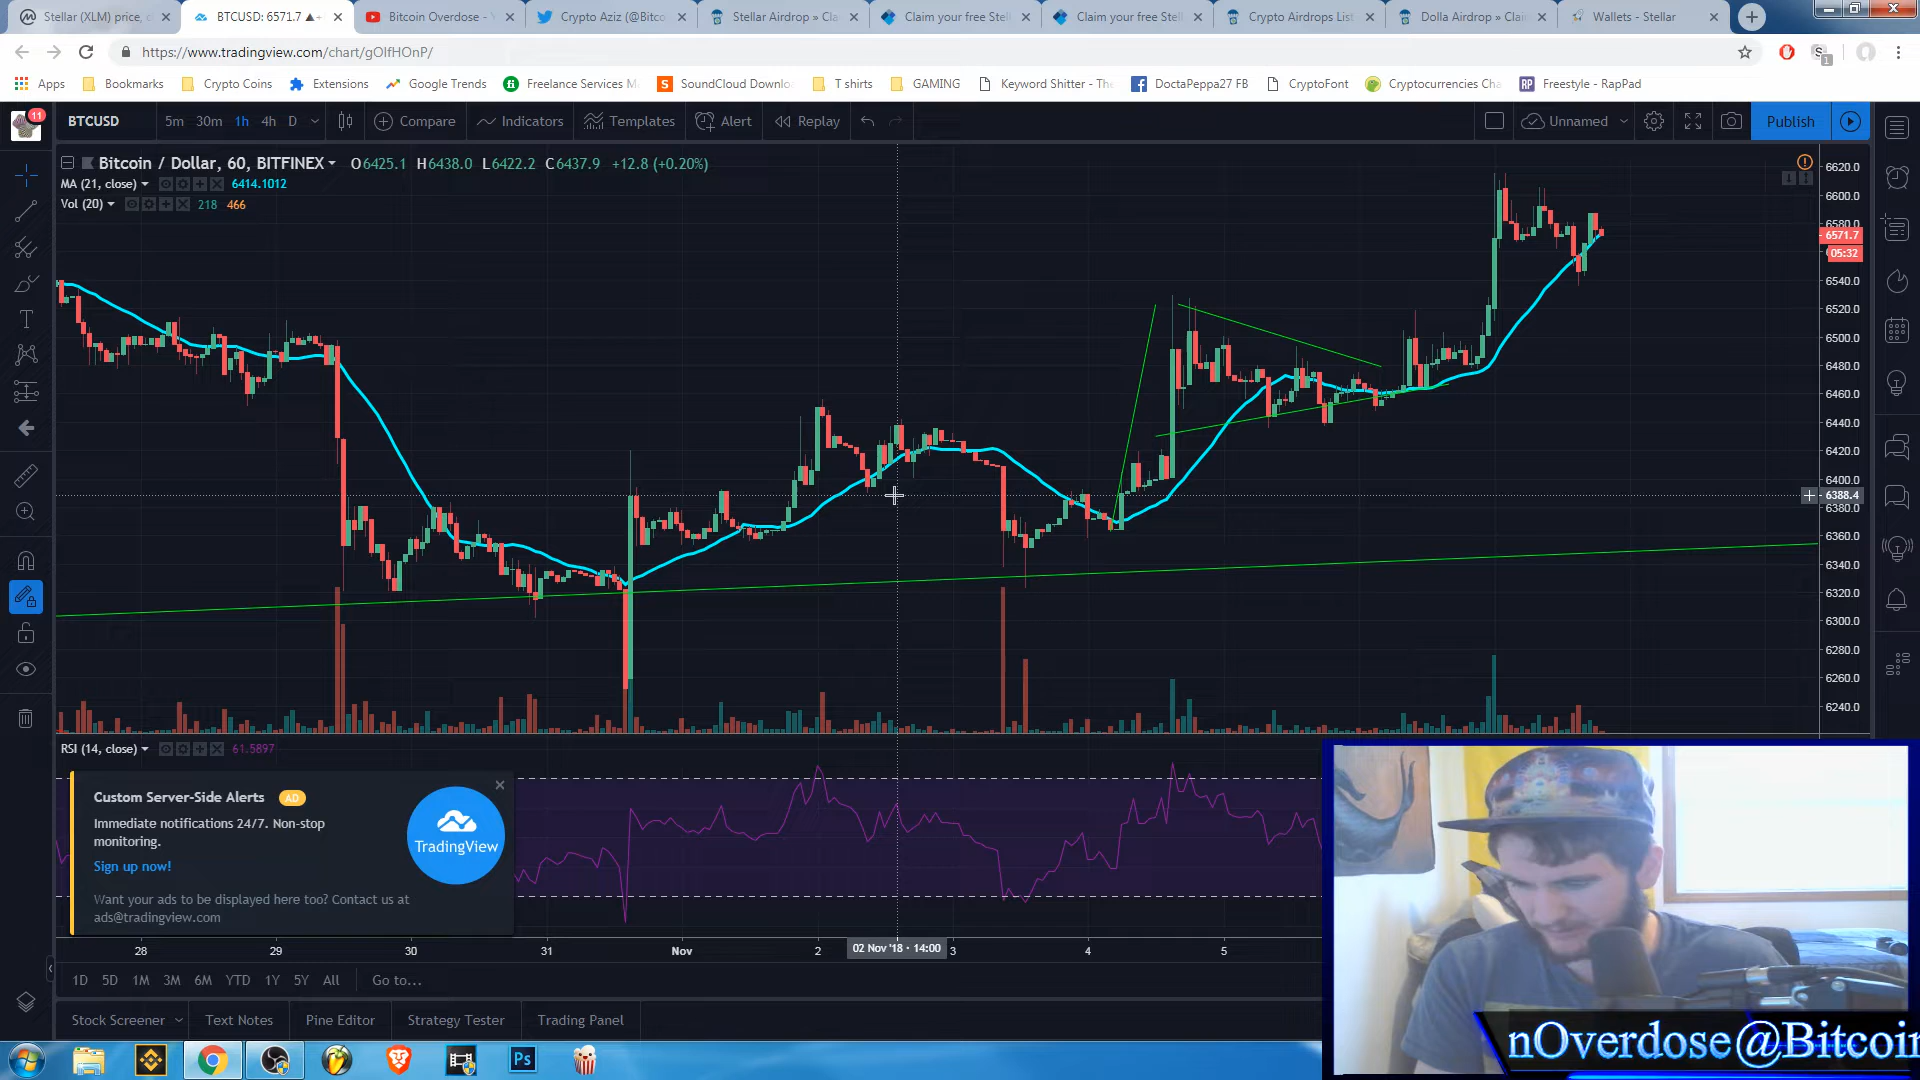 Stellar (XLM) price, c
BTCUSD: 6571.7 ▲+
Bitcoin Overdose - Y
Crypto Aziz (@Bitco
Stellar Airdrop » Clai
Claim your free Stell
Claim your free Stell
Crypto Airdrops List
Dolla Airdrop » Clai
Wallets - Stellar
https://www.tradingview.com/chart/gOlfHOnP/
Apps
Bookmarks
Crypto Coins
Extensions
Google Trends
Freelance Services M
SoundCloud Downlo
T shirts
GAMING
Keyword Shitter - The
DoctaPeppa27 FB
CryptoFont
Cryptocurrencies Cha
Freestyle - RapPad
11
BTCUSD
5m 30m 1h 4h D
Compare
Indicators
Templates
Alert
Replay
Unnamed
Publish
Bitcoin / Dollar, 60, BITFINEX O6425.1 H6438.0 L6422.2 C6437.9 +12.8 (+0.20%)
MA (21, close) 6414.1012
Vol (20) 218 466
6620.0
6600.0
6580.0
6571.7
05:32
6540.0
6520.0
6500.0
6480.0
6460.0
6440.0
6420.0
6400.0
6388.4
6380.0
6360.0
6340.0
6320.0
6300.0
6280.0
6260.0
6240.0
RSI (14, close) 61.5897
Custom Server-Side Alerts AD
Immediate notifications 24/7. Non-stop
monitoring.
Sign up now!
Want your ads to be displayed here too? Contact us at
ads@tradingview.com
TradingView
28 29 30 31 Nov 2 02 Nov '18 - 14:00 3 4 5
1D 5D 1M 3M 6M YTD 1Y 5Y All Go to...
Stock Screener
Text Notes
Pine Editor
Strategy Tester
Trading Panel
Ps
nOverdose@Bitcoin